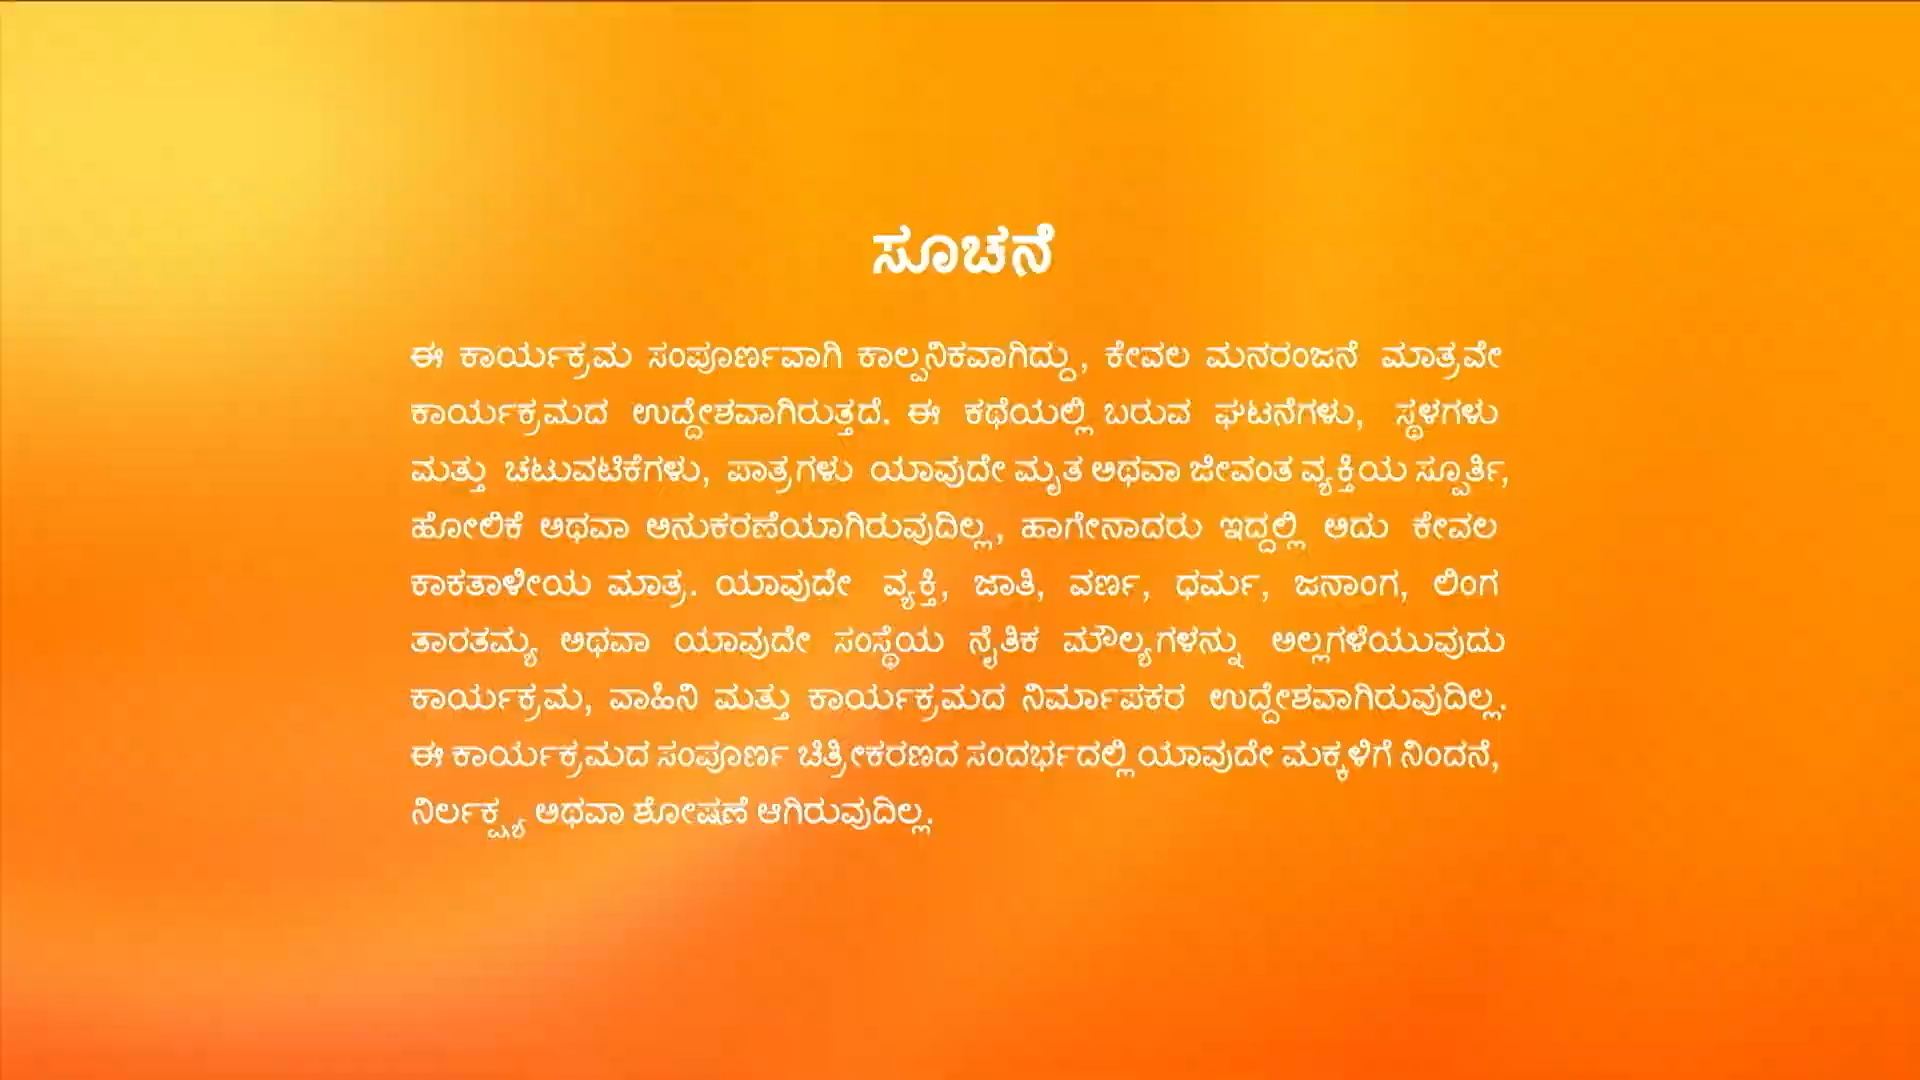 ಸೂಚನೆ
ಈ ಕಾರ್ಯಕ್ರಮ ಸಂಪೂರ್ಣವಾಗಿ ಕಾಲ್ಪನಿಕವಾಗಿದ್ದು, ಕೇವಲ ಮನರಂಜನೆ ಮಾತ್ರವೇ
ಕಾರ್ಯಕ್ರಮದ ಉದ್ದೇಶವಾಗಿರುತ್ತದೆ. ಈ ಕಥೆಯಲ್ಲಿ ಬರುವ ಘಟನೆಗಳು, ಸ್ಥಳಗಳು
ಮತ್ತು ಚಟುವಟಿಕೆಗಳು, ಪಾತ್ರಗಳು ಯಾವುದೇ ಮೃತ ಅಥವಾ ಜೀವಂತ ವ್ಯಕ್ತಿಯ ಸ್ಪೂರ್ತಿ,
ಹೋಲಿಕೆ ಅಥವಾ ಅನುಕರಣೆಯಾಗಿರುವುದಿಲ್ಲ, ಹಾಗೇನಾದರು ಇದ್ದಲ್ಲಿ ಅದು ಕೇವಲ
ಕಾಕತಾಳೀಯ ಮಾತ್ರ. ಯಾವುದೇ ವ್ಯಕ್ತಿ, ಜಾತಿ, ವರ್ಣ, ಧರ್ಮ, ಜನಾಂಗ, ಲಿಂಗ
ತಾರತಮ್ಯ ಅಥವಾ ಯಾವುದೇ ಸಂಸ್ಥೆಯ ನೈತಿಕ ಮೌಲ್ಯಗಳನ್ನು ಅಲ್ಲಗಳೆಯುವುದು
ಕಾರ್ಯಕ್ರಮ, ವಾಹಿನಿ ಮತ್ತು ಕಾರ್ಯಕ್ರಮದ ನಿರ್ಮಾಪಕರ ಉದ್ದೇಶವಾಗಿರುವುದಿಲ್ಲ.
ಈ ಕಾರ್ಯಕ್ರಮದ ಸಂಪೂರ್ಣ ಚಿತ್ರೀಕರಣದ ಸಂದರ್ಭದಲ್ಲಿ ಯಾವುದೇ ಮಕ್ಕಳಿಗೆ ನಿಂದನೆ,
ನಿರ್ಲಕ್ಷ್ಯ ಅಥವಾ ಶೋಷಣೆ ಆಗಿರುವುದಿಲ್ಲ.